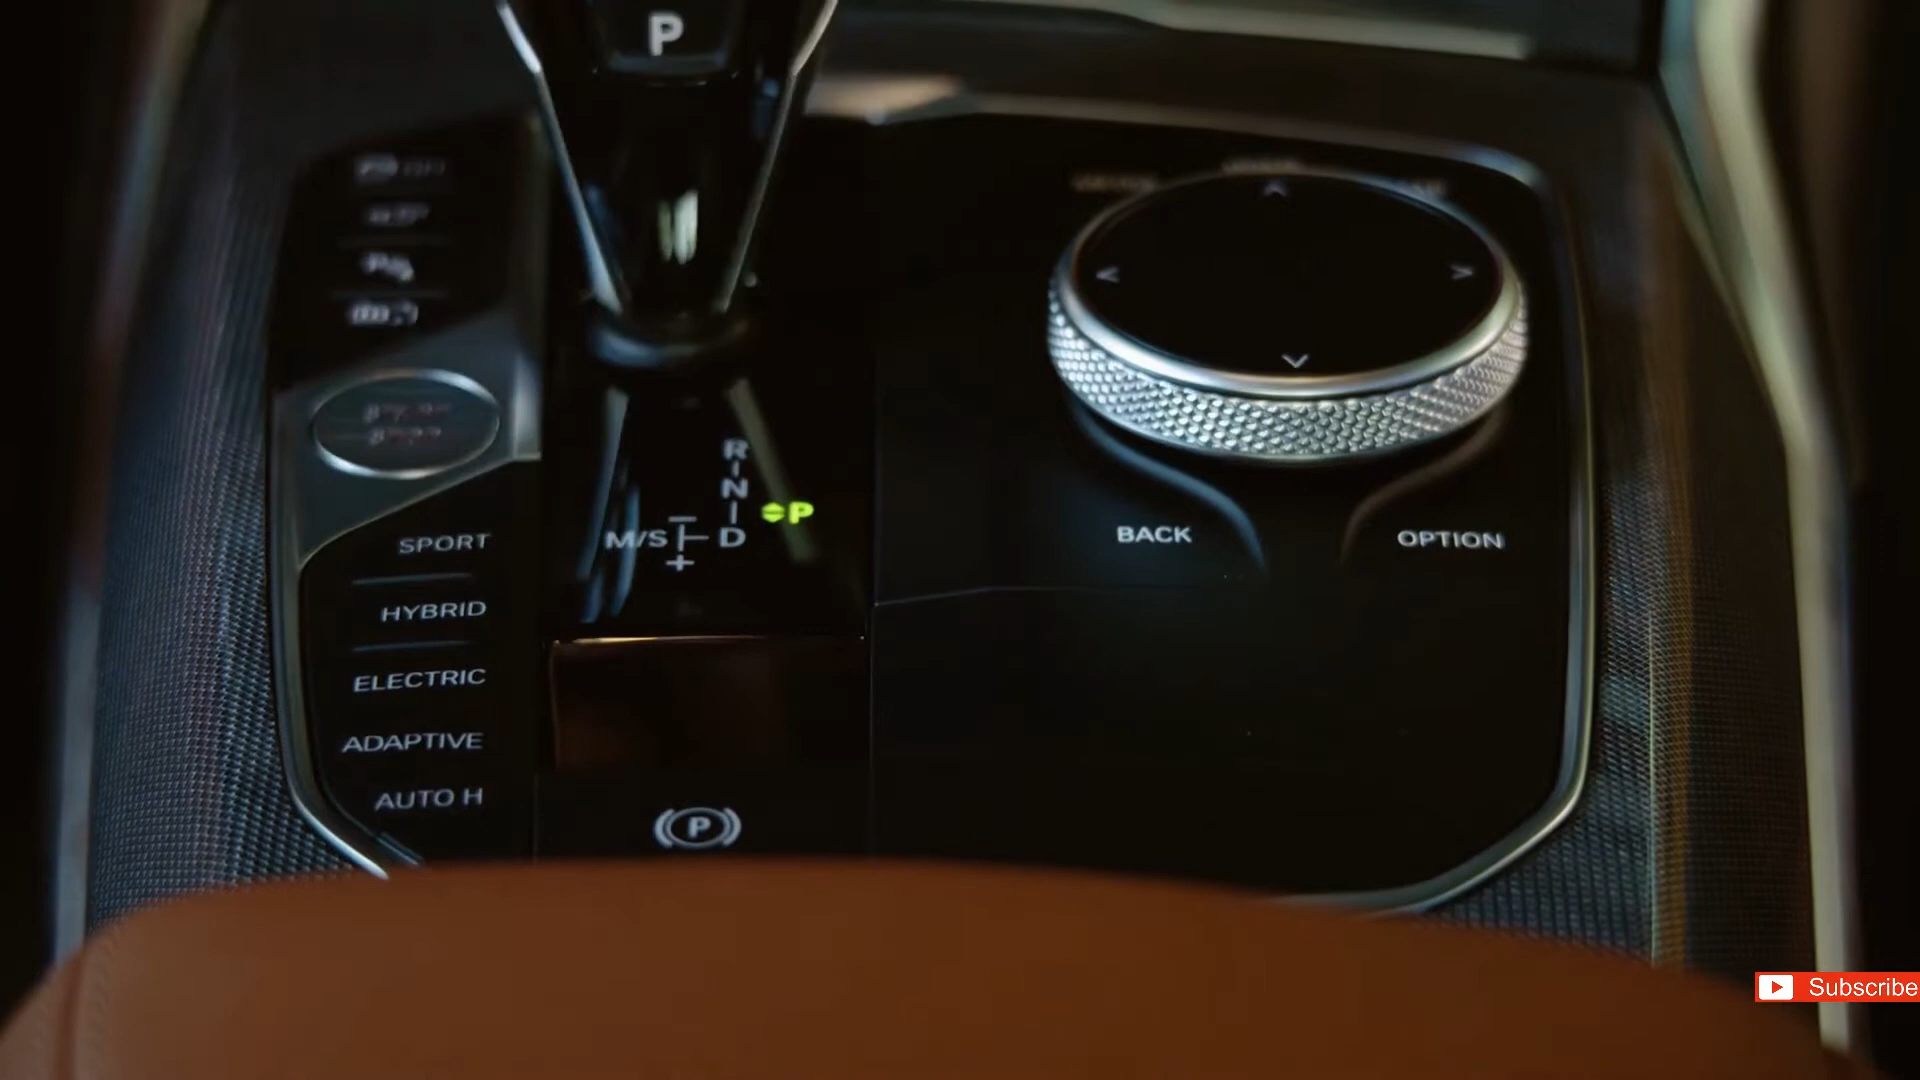 P
R
N
M/S D
P
BACK
OPTION
SPORT
HYBRID
ELECTRIC
ADAPTIVE
AUTO H
P
Subscribe